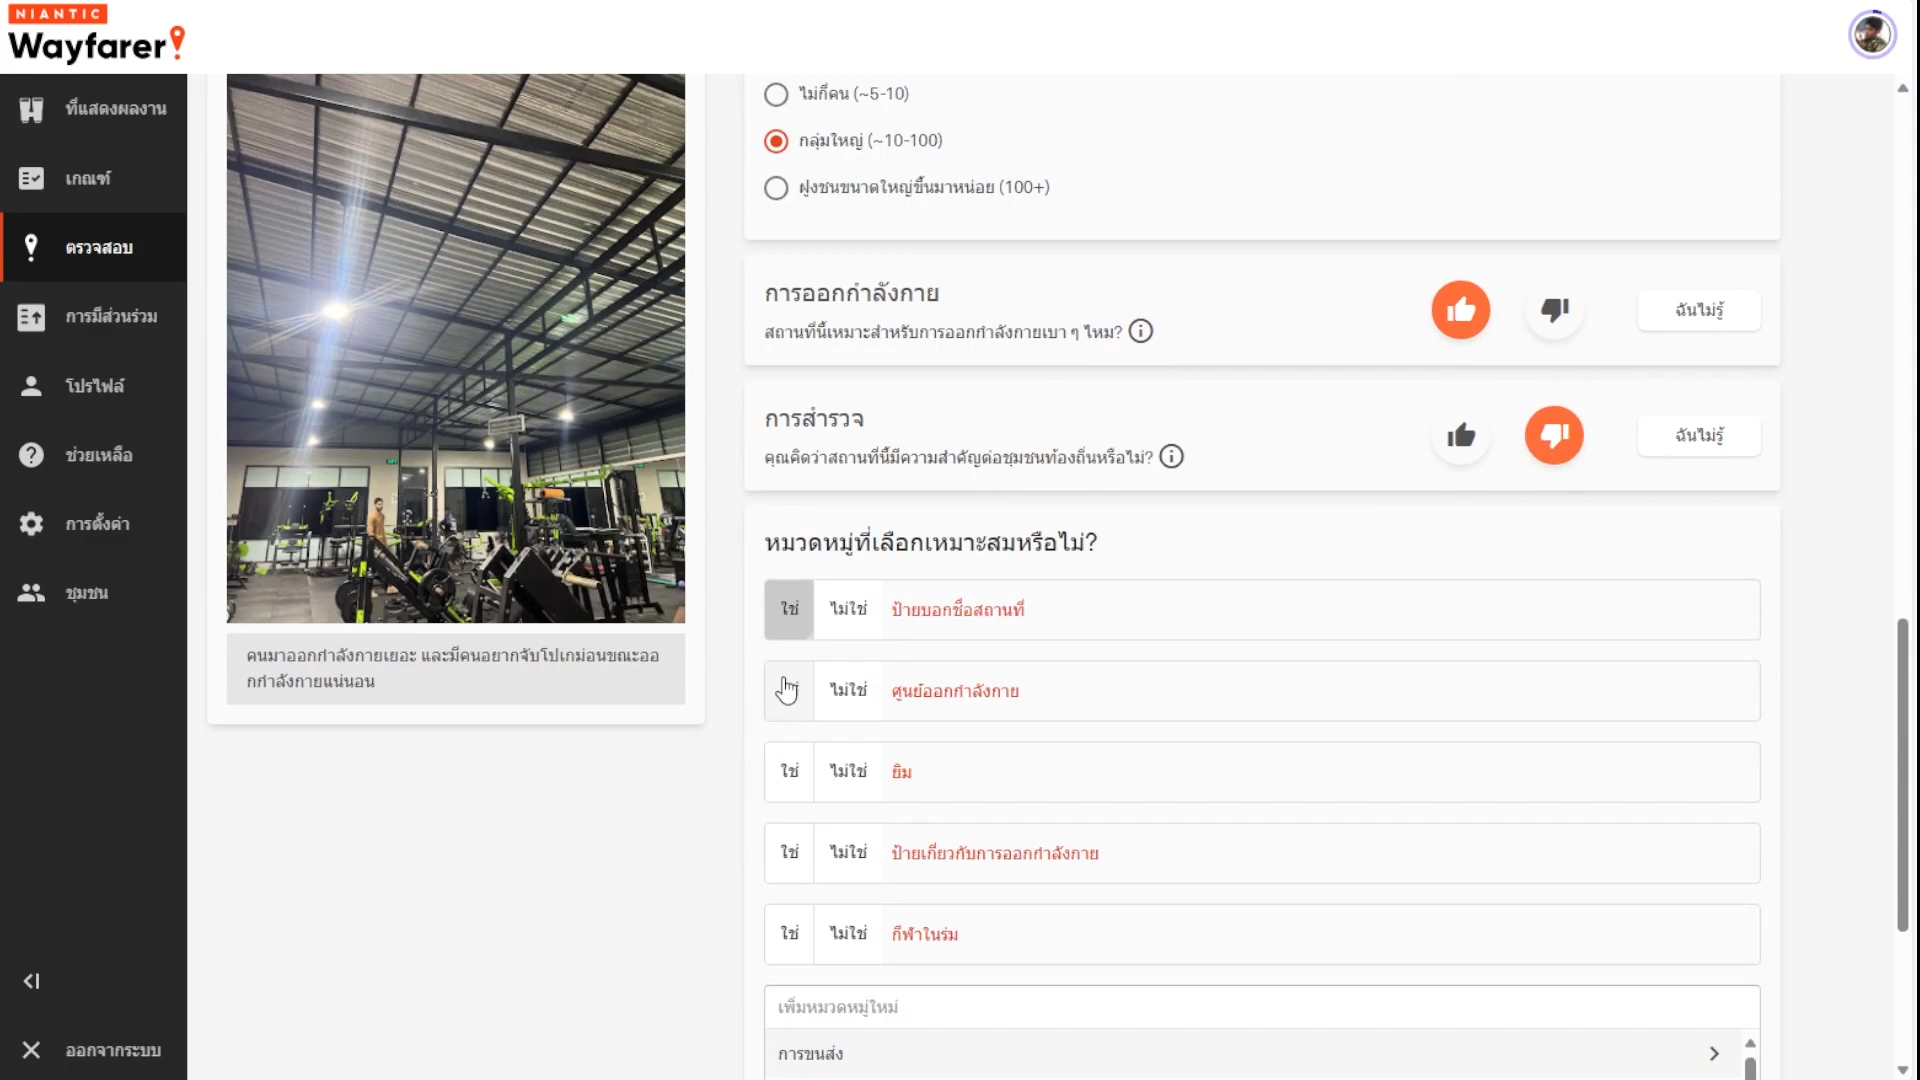 NIANTIC
Wayfarer
ที่แสดงผลงาน
เกณฑ์
ตรวจสอบ
การมีส่วนร่วม
โปรไฟล์
ช่วยเหลือ
การตั้งค่า
ชุมชน
ออกจากระบบ
คนมาออกกำลังกายเยอะ และมีคนอยากจับโปเกม่อนขณะออ
กกำลังกายแน่นอน
ไม่กี่คน (~5-10)
กลุ่มใหญ่ (~10-100)
ฝูงชนขนาดใหญ่ขึ้นมาหน่อย (100+)
การออกกำลังกาย
สถานที่นี้เหมาะสำหรับการออกกำลังกายเบา ๆ ไหม?
ฉันไม่รู้
การสำรวจ
คุณคิดว่าสถานที่นี้มีความสำคัญต่อชุมชนท้องถิ่นหรือไม่?
ฉันไม่รู้
หมวดหมู่ที่เลือกเหมาะสมหรือไม่?
ใช่ ไม่ใช่ ป้ายบอกชื่อสถานที่
ไม่ใช่ ศูนย์ออกกำลังกาย
ใช่ ไม่ใช่ ยิม
ใช่ ไม่ใช่ ป้ายเกี่ยวกับการออกกำลังกาย
ใช่ ไม่ใช่ กีฬาในร่ม
เพิ่มหมวดหมู่ใหม่
การขนส่ง